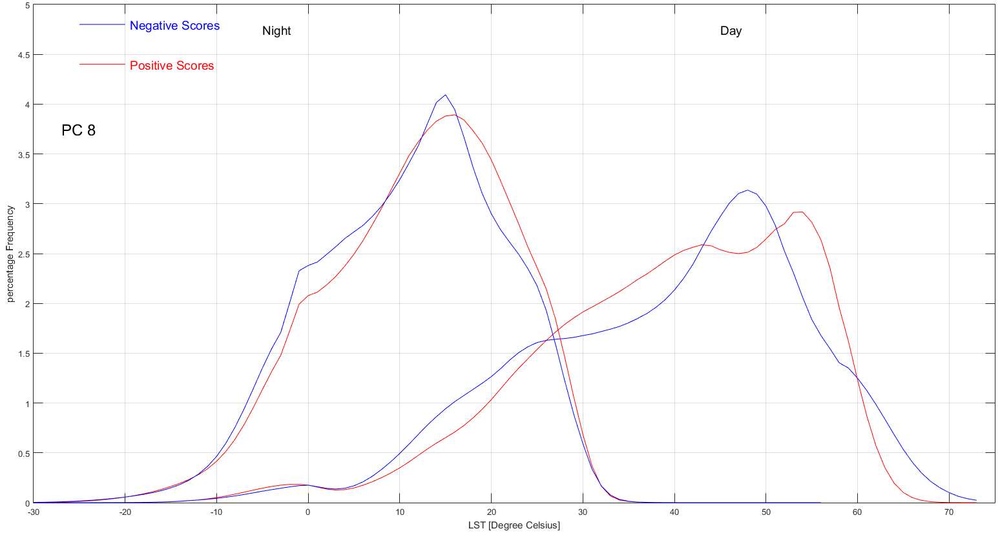 Negative Scores
Night
Day
Positive Scores
PC 8
percentage Frequency
5
4.5
4
3.5
3
2.5
2
1.5
1
0.5
0
-30 -20 -10 0 10 20 30 40 50 60 70
LST [Degree Celsius]